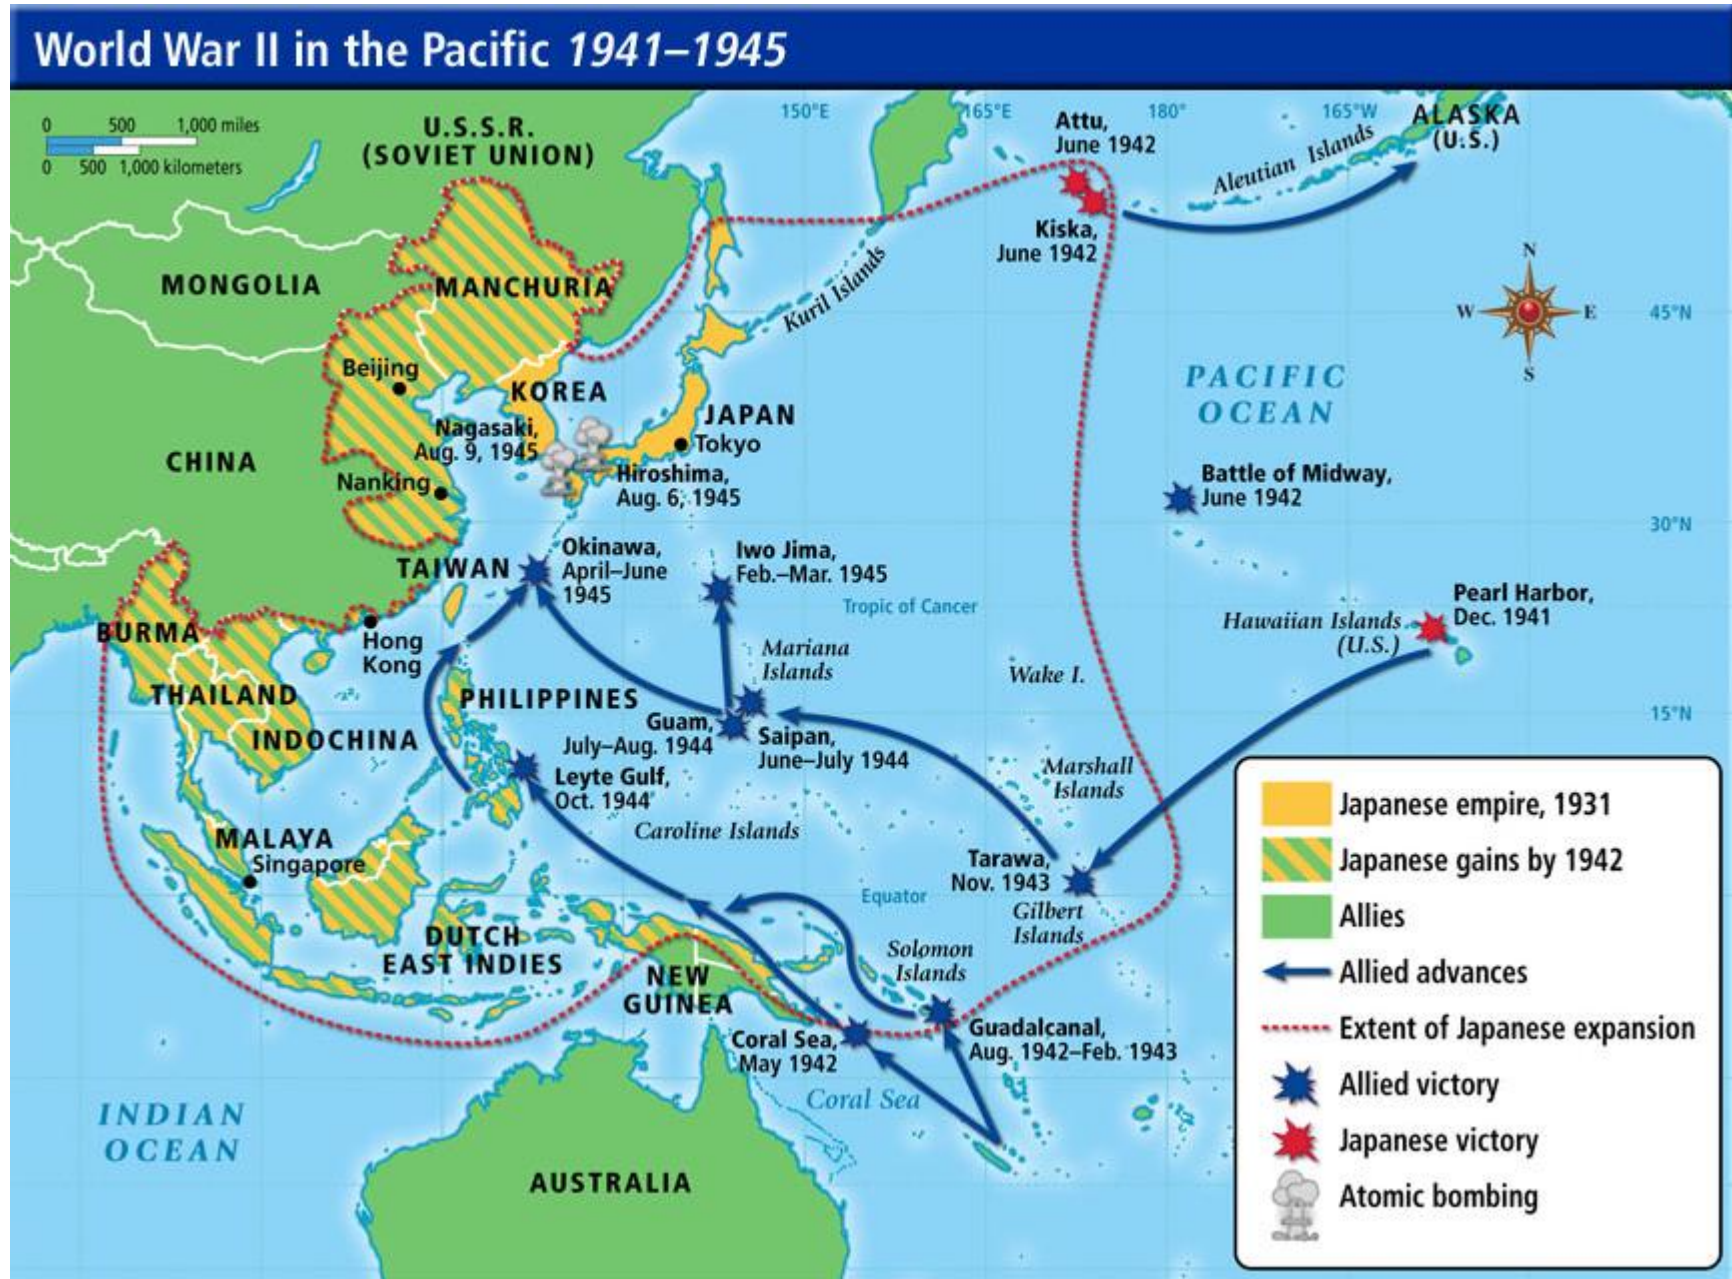 World War II in the Pacific 1941–1945
0 500 1,000 miles
0 500 1,000 kilometers
U.S.S.R.
(SOVIET UNION)
150°E
165°E
180°
165°W
ALASKA
(U.S.)
Attu,
June 1942
Aleutian Islands
Kiska,
June 1942
MONGOLIA
MANCHURIA
Kuril Islands
N
W
E
S
45°N
Beijing
KOREA
JAPAN
Tokyo
PACIFIC
OCEAN
Nagasaki,
Aug. 9, 1945
CHINA
Nanking
Hiroshima,
Aug. 6, 1945
Battle of Midway,
June 1942
30°N
TAIWAN
Okinawa,
April–June
1945
Iwo Jima,
Feb.–Mar. 1945
Tropic of Cancer
Pearl Harbor,
Dec. 1941
Hawaiian Islands
(U.S.)
BURMA
Hong
Kong
Mariana
Islands
Wake I.
THAILAND
PHILIPPINES
15°N
INDOCHINA
Guam,
July–Aug. 1944
Saipan,
June–July 1944
Leyte Gulf,
Oct. 1944
Marshall
Islands
MALAYA
Singapore
Caroline Islands
Tarawa,
Nov. 1943
Equator
Gilbert
Islands
DUTCH
EAST INDIES
NEW
GUINEA
Solomon
Islands
Coral Sea,
May 1942
Guadalcanal,
Aug. 1942–Feb. 1943
Coral Sea
INDIAN
OCEAN
AUSTRALIA
Japanese empire, 1931
Japanese gains by 1942
Allies
Allied advances
Extent of Japanese expansion
Allied victory
Japanese victory
Atomic bombing